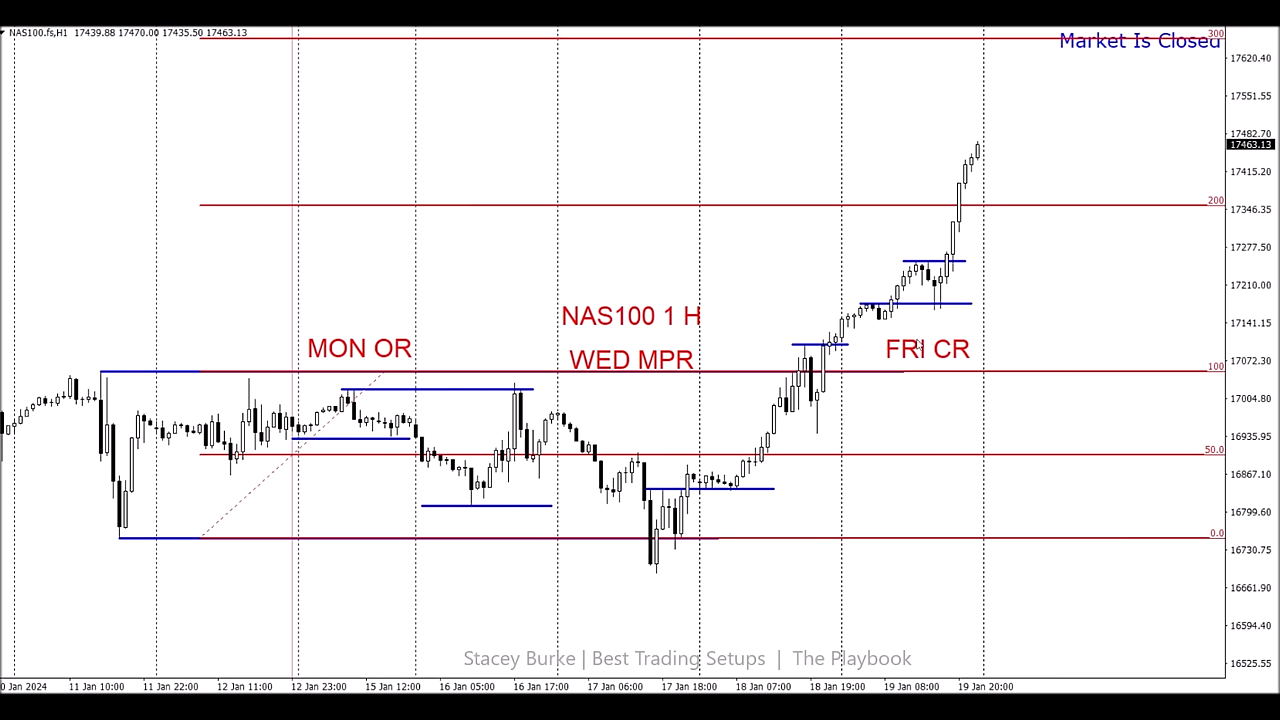 NAS100.fs,H1 17439.88 17470.00 17435.50 17463.13
300
Market Is Closed
17620.40
17551.55
17482.70
17463.13
17415.20
200
17346.35
17277.50
17210.00
NAS100 1 H
17141.15
MON OR
WED MPR
FRI CR
17072.30
100
17004.80
16935.95
50.0
16867.10
16799.60
0.0
16730.75
16661.90
16594.40
Stacey Burke | Best Trading Setups | The Playbook
16525.55
0 Jan 2024 11 Jan 10:00 11 Jan 22:00 12 Jan 11:00 12 Jan 23:00 15 Jan 12:00 16 Jan 05:00 16 Jan 17:00 17 Jan 06:00 17 Jan 18:00 18 Jan 07:00 18 Jan 19:00 19 Jan 08:00 19 Jan 20:00